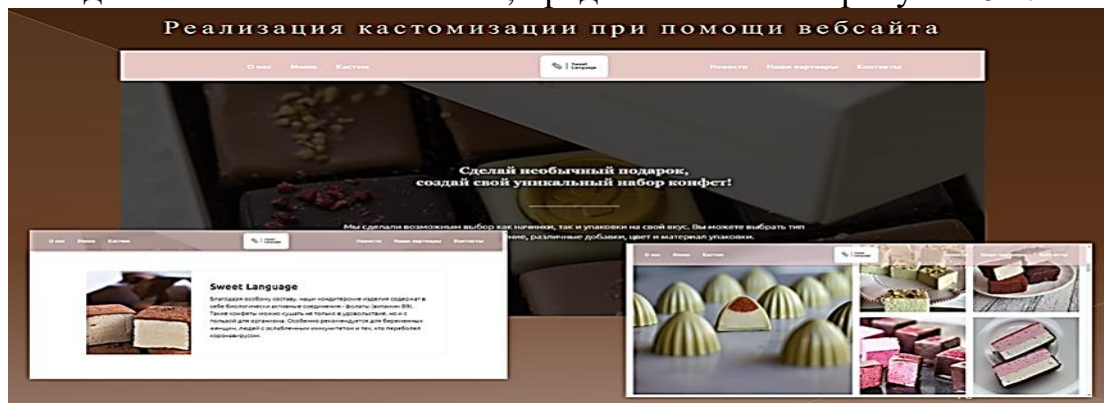 Реализация кастомизации при помощи вебсайта
О нас Меню Кастом Sweet Language Новости Наши партнеры Контакты
Сделай необычный подарок,
создай свой уникальный набор конфет!
Мы сделали возможным выбор как начинки, так и упаковки на свой вкус. Вы можете выбрать тип
различные добавки, цвет и материал упаковки.
О нас Меню Кастом Sweet Language Новости Наши партнеры Контакты
Sweet Language
Благодаря особому составу, наши кондитерские изделия содержат в
себе биологически активные соединения - фолаты (витамин B9).
Такие конфеты можно кушать не только в удовольствие, но и с
пользой для организма. Особенно рекомендуется для беременных
женщин, людей с ослабленным иммунитетом и тех, кто переболел
коронавирусом.
О нас Меню Кастом Контакты